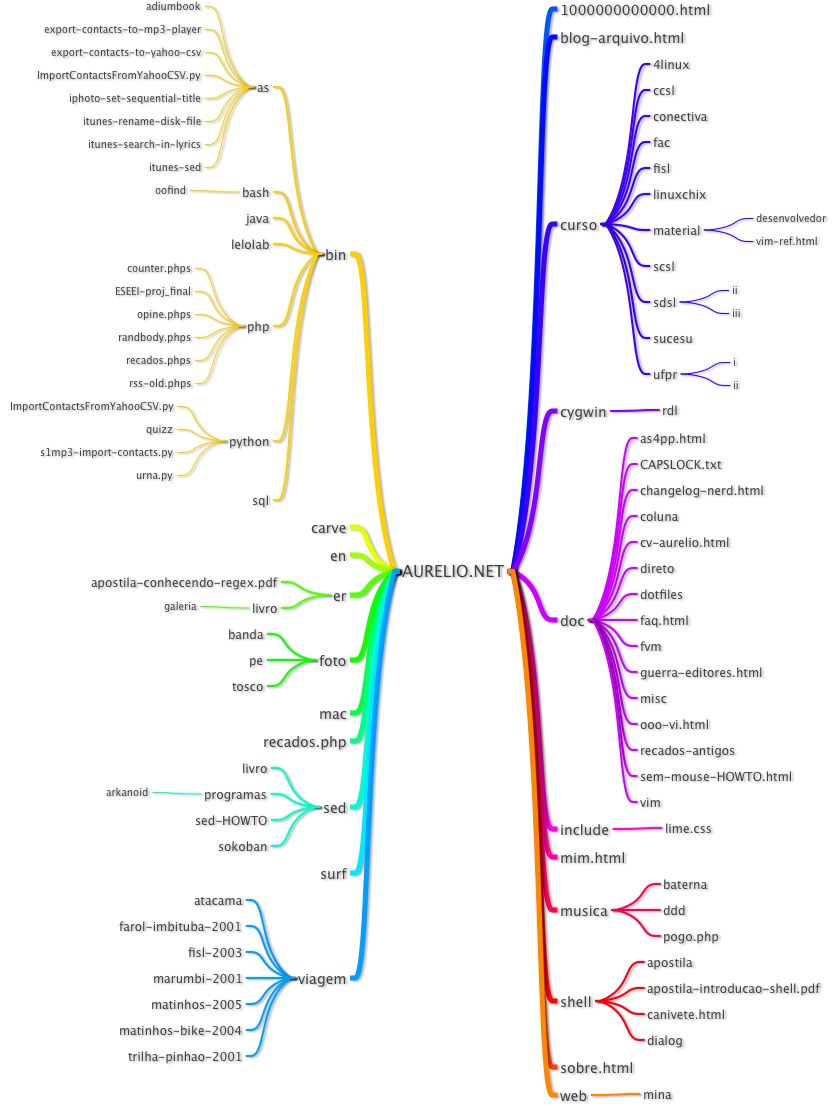 AURELIO.NET
bin
as
adiumbook
export-contacts-to-mp3-player
export-contacts-to-yahoo-csv
ImportContactsFromYahooCSV.py
iphoto-set-sequential-title
itunes-rename-disk-file
itunes-search-in-lyrics
itunes-sed
bash
oofind
java
lelolab
php
counter.phps
ESEEI-proj_final
opine.phps
randbody.phps
recados.phps
rss-old.phps
python
ImportContactsFromYahooCSV.py
quizz
s1mp3-import-contacts.py
urna.py
sql
carve
en
er
apostila-conhecendo-regex.pdf
livro
galeria
foto
banda
pe
tosco
mac
recados.php
sed
livro
programas
arkanoid
sed-HOWTO
sokoban
surf
viagem
atacama
farol-imbituba-2001
fisl-2003
marumbi-2001
matinhos-2005
matinhos-bike-2004
trilha-pinhao-2001
1000000000000.html
blog-arquivo.html
curso
4linux
ccsl
conectiva
fac
fisl
linuxchix
material
desenvolvedor
vim-ref.html
scsl
sdsl
ii
iii
sucesu
ufpr
i
ii
cygwin
rdl
doc
as4pp.html
CAPSLOCK.txt
changelog-nerd.html
coluna
cv-aurelio.html
direto
dotfiles
faq.html
fvm
guerra-editores.html
misc
ooo-vi.html
recados-antigos
sem-mouse-HOWTO.html
vim
include
lime.css
mim.html
musica
baterna
ddd
pogo.php
shell
apostila
apostila-introducao-shell.pdf
canivete.html
dialog
sobre.html
web
mina